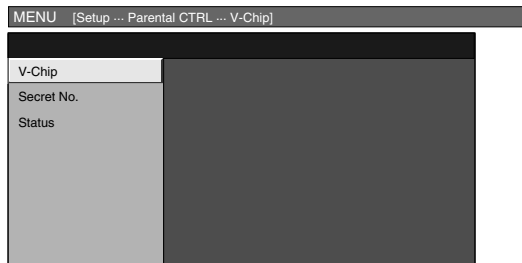 MENU [Setup ··· Parental CTRL ··· V-Chip]
V-Chip
Secret No.
Status